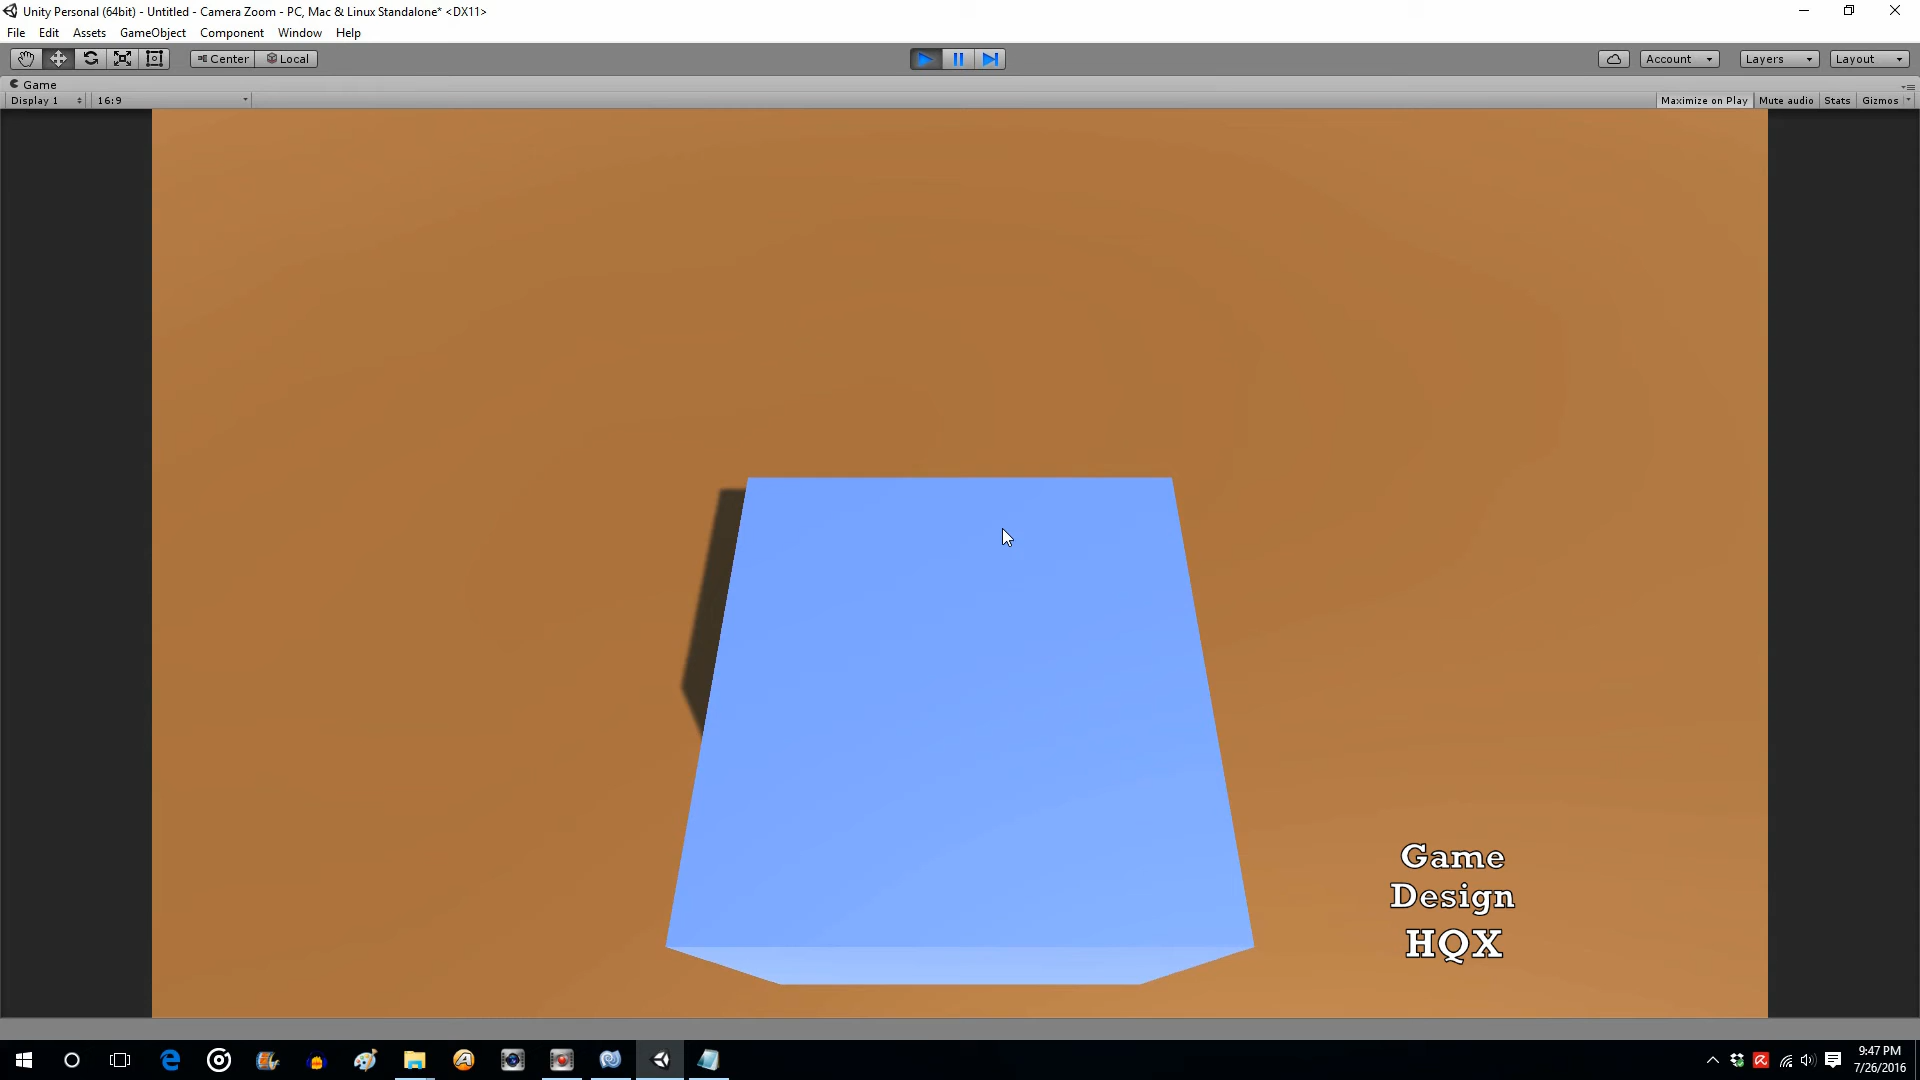 Unity Personal (64bit) - Untitled - Camera Zoom - PC, Mac & Linux Standalone* <DX11>
File Edit Assets GameObject Component Window Help
Center Local Account Layers Layout
Game
Display 1 16:9 Maximize on Play Mute audio Stats Gizmos
Game
Design
HQX
9:47 PM
7/26/2016